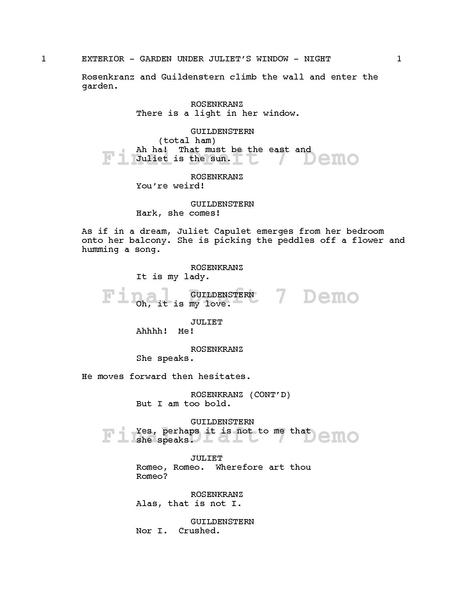 1 EXTERIOR - GARDEN UNDER JULIET'S WINDOW - NIGHT 1
Rosenkranz and Guildenstern climb the wall and enter the
garden.
ROSENKRANZ
There is a light in her window.
GUILDENSTERN
(total ham)
Ah ha! That must be the east and
Juliet is the sun.
Final Draft 7 Demo
ROSENKRANZ
You're weird!
GUILDENSTERN
Hark, she comes!
As if in a dream, Juliet Capulet emerges from her bedroom
onto her balcony. She is picking the peddles off a flower and
humming a song.
ROSENKRANZ
It is my lady.
GUILDENSTERN
Oh, it is my love.
Final Draft 7 Demo
JULIET
Ahhhh! Me!
ROSENKRANZ
She speaks.
He moves forward then hesitates.
ROSENKRANZ (CONT'D)
But I am too bold.
GUILDENSTERN
Yes, perhaps it is not to me that
she speaks.
Final Draft 7 Demo
JULIET
Romeo, Romeo. Wherefore art thou
Romeo?
ROSENKRANZ
Alas, that is not I.
GUILDENSTERN
Nor I. Crushed.